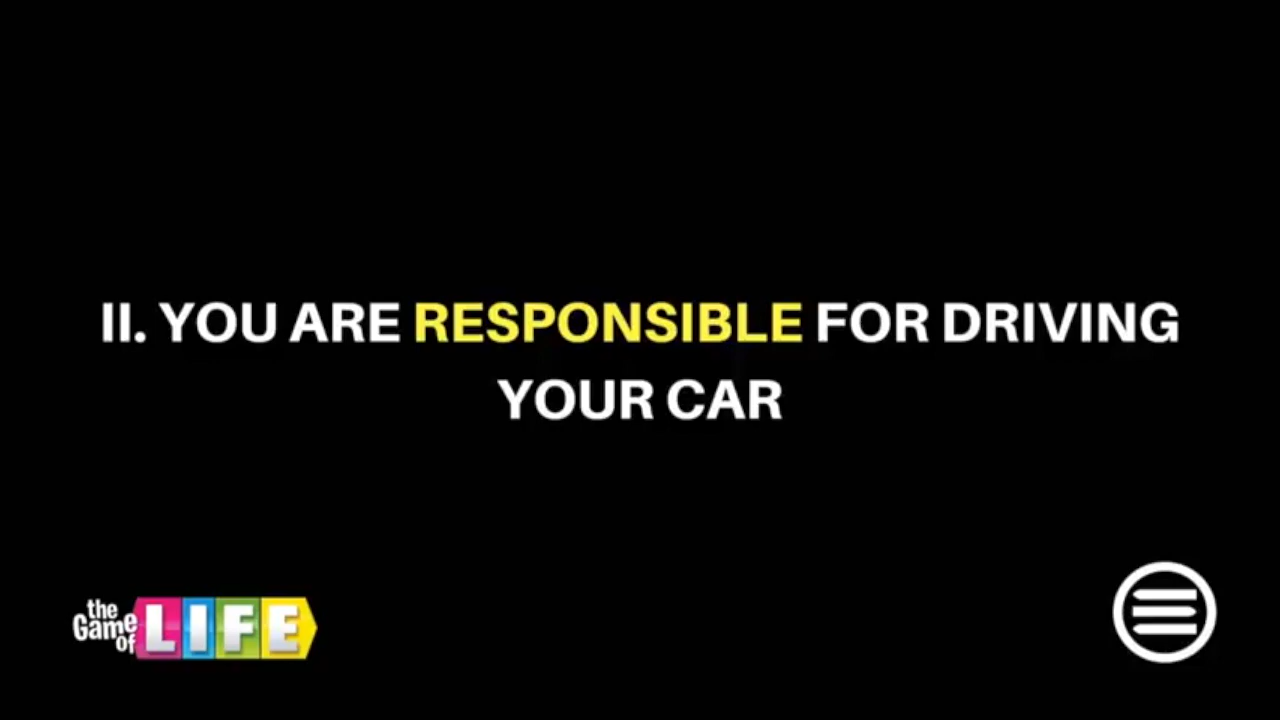 II. YOU ARE RESPONSIBLE FOR DRIVING
YOUR CAR
the
Game
of
LIFE